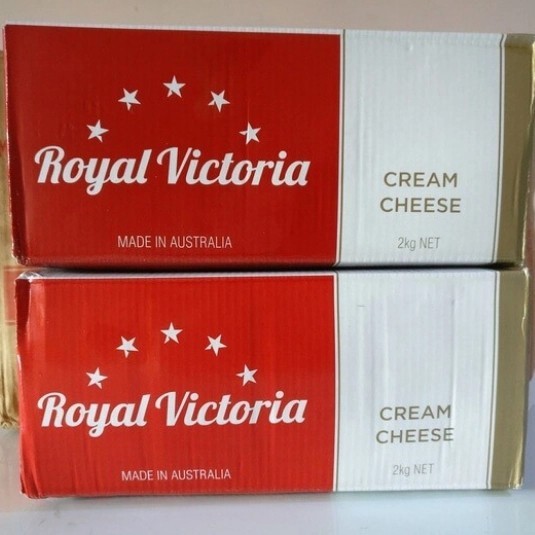 Royal Victoria
MADE IN AUSTRALIA
CREAM
CHEESE
2kg NET
Royal Victoria
MADE IN AUSTRALIA
CREAM
CHEESE
2kg NET